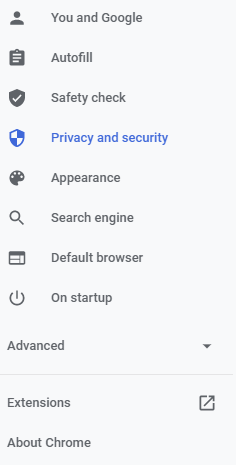 You and Google
Autofill
Safety check
Privacy and security
Appearance
Search engine
Default browser
On startup
Advanced
Extensions
About Chrome